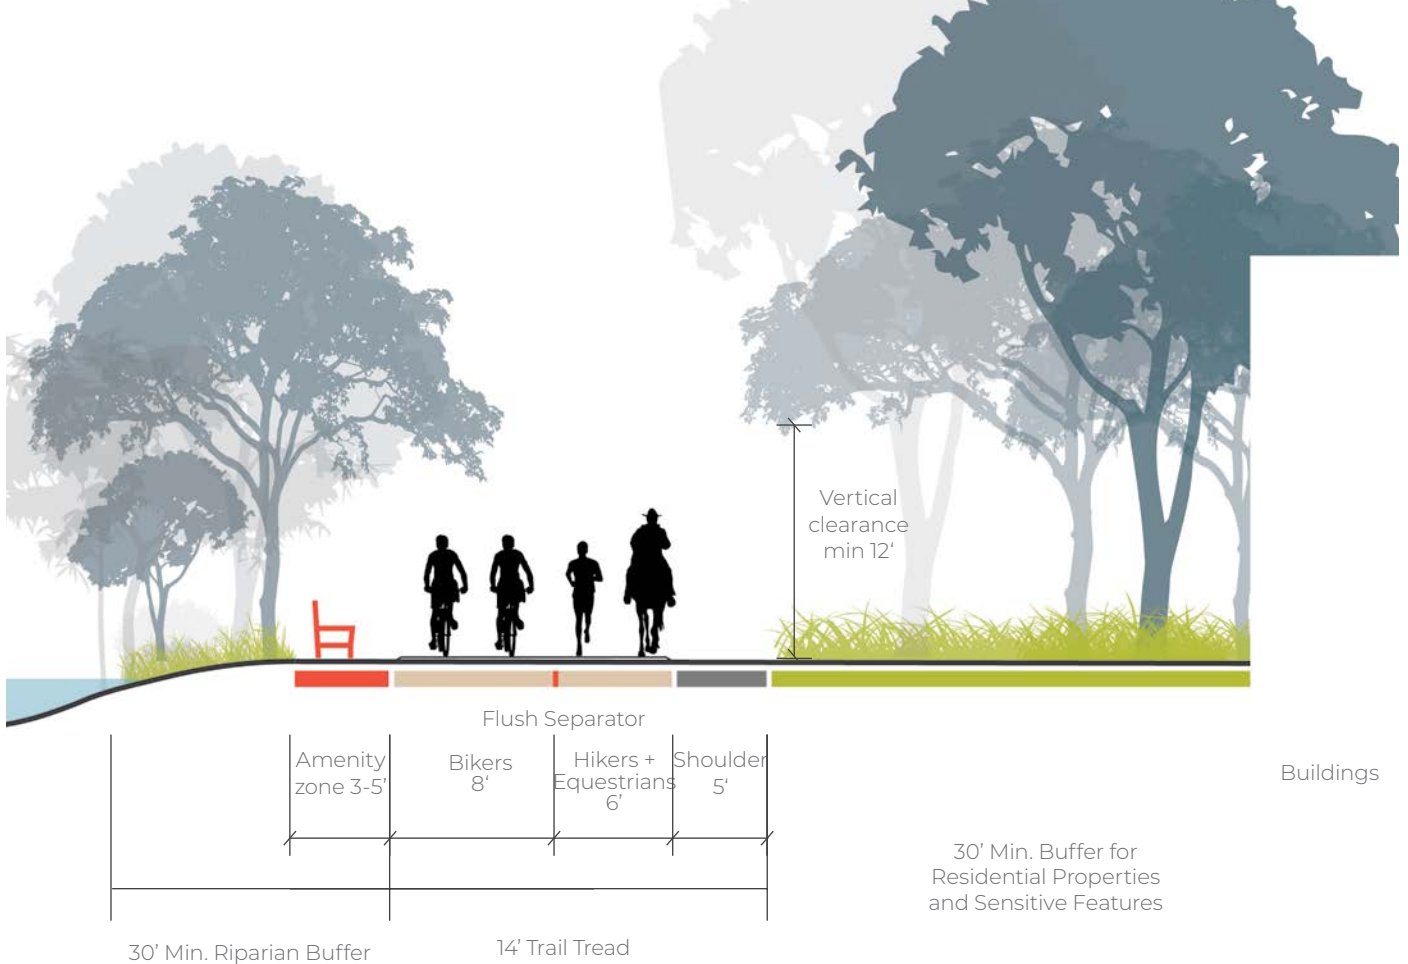 Vertical
clearance
min 12‘
Flush Separator
Amenity
zone 3-5’
Bikers
8‘
Hikers +
Equestrians
6’
Shoulder
5‘
Buildings
30’ Min. Buffer for
Residential Properties
and Sensitive Features
30’ Min. Riparian Buffer
14’ Trail Tread